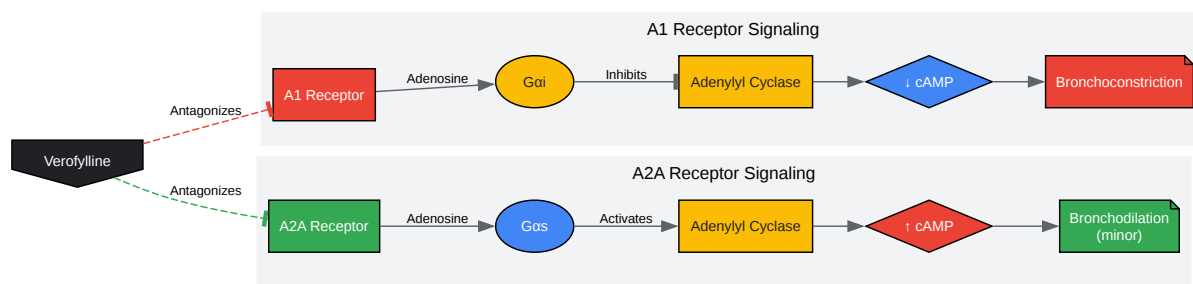 A1 Receptor Signaling
A1 Receptor
Adenosine
Gαi
Inhibits
Adenylyl Cyclase
↓ cAMP
Bronchoconstriction
Antagonizes
Verofylline
Antagonizes
A2A Receptor Signaling
A2A Receptor
Adenosine
Gαs
Activates
Adenylyl Cyclase
↑ cAMP
Bronchodilation
(minor)